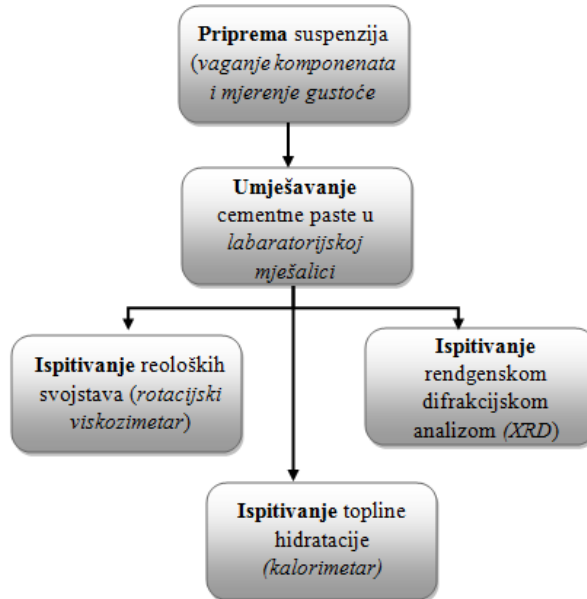 Priprema suspenzija
(vaganje komponenata
i mjerenje gustoće
Umješavanje
cementne paste u
labaratorijskoj
mješalici
Ispitivanje reoloških
svojstava (rotacijski
viskozimetar)
Ispitivanje
rendgenskom
difrakcijskom
analizom (XRD)
Ispitivanje topline
hidratacije
(kalorimetar)